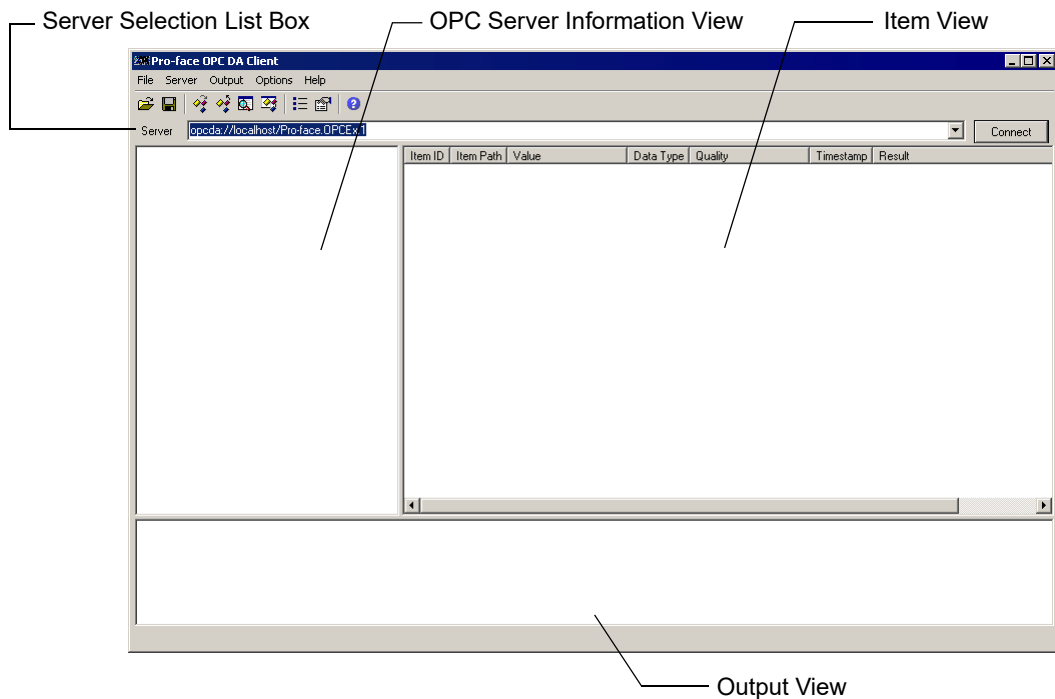 Server Selection List Box
OPC Server Information View
Item View
Pro-face OPC DA Client
File Server Output Options Help
Server opcda://localhost/Pro-face.OPCEx.1 Connect
Item ID Item Path Value Data Type Quality Timestamp Result
Output View